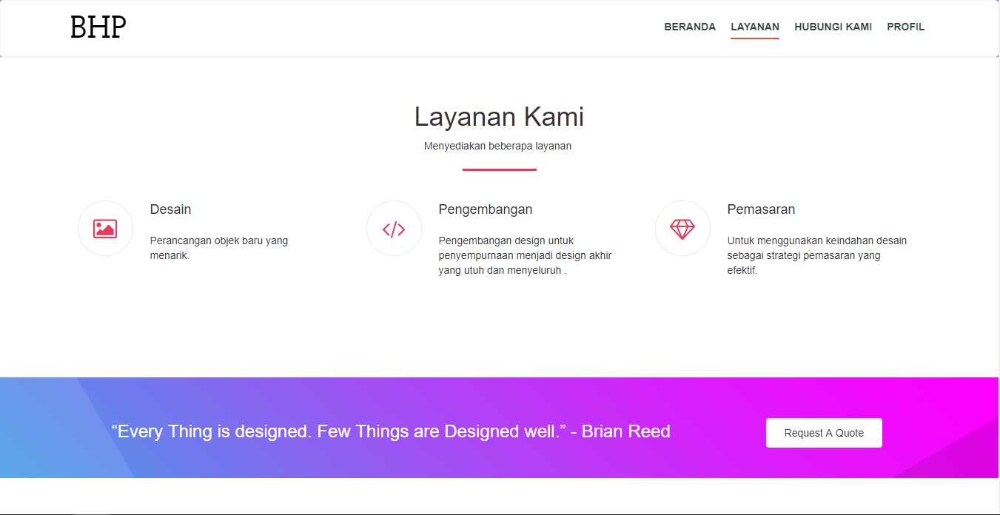 BHP
BERANDA LAYANAN HUBUNGI KAMI PROFIL
Layanan Kami
Menyediakan beberapa layanan
Desain
Perancangan objek baru yang
menarik.
Pengembangan
Pengembangan design untuk
penyempurnaan menjadi design akhir
yang utuh dan menyeluruh .
Pemasaran
Untuk menggunakan keindahan desain
sebagai strategi pemasaran yang
efektif.
“Every Thing is designed. Few Things are Designed well.” - Brian Reed
Request A Quote